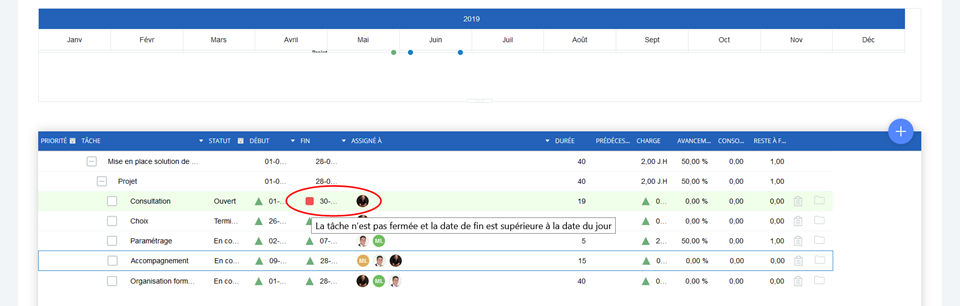 2019
Janv Févr Mars Avril Mai Juin Juil Août Sept Oct Nov Déc
Projet
PRIORITÉ TÂCHE STATUT DÉBUT FIN ASSIGNÉ À DURÉE PRÉDÉCES... CHARGE AVANCEM... CONSO... RESTE À F...
Mise en place solution de ... 01-0... 28-0... 40 2,00 J.H 50,00 % 0,00 1,00
Projet 01-0... 28-0... 40 2,00 J.H 50,00 % 0,00 1,00
Consultation Ouvert 01-... 30-... 19 0... 0,00 % 0,00 0,00
Choix Termi... 26-... 0... 0,00 % 0,00 0,00
La tâche n'est pas fermée et la date de fin est supérieure à la date du jour
Paramétrage En co... 02-... 07-... ML 5 2... 50,00 % 0,00 1,00
Accompagnement En co... 09-... 28-... ML 15 0... 0,00 % 0,00 0,00
Organisation form... En co... 01-... 28-... ML 40 0... 0,00 % 0,00 0,00